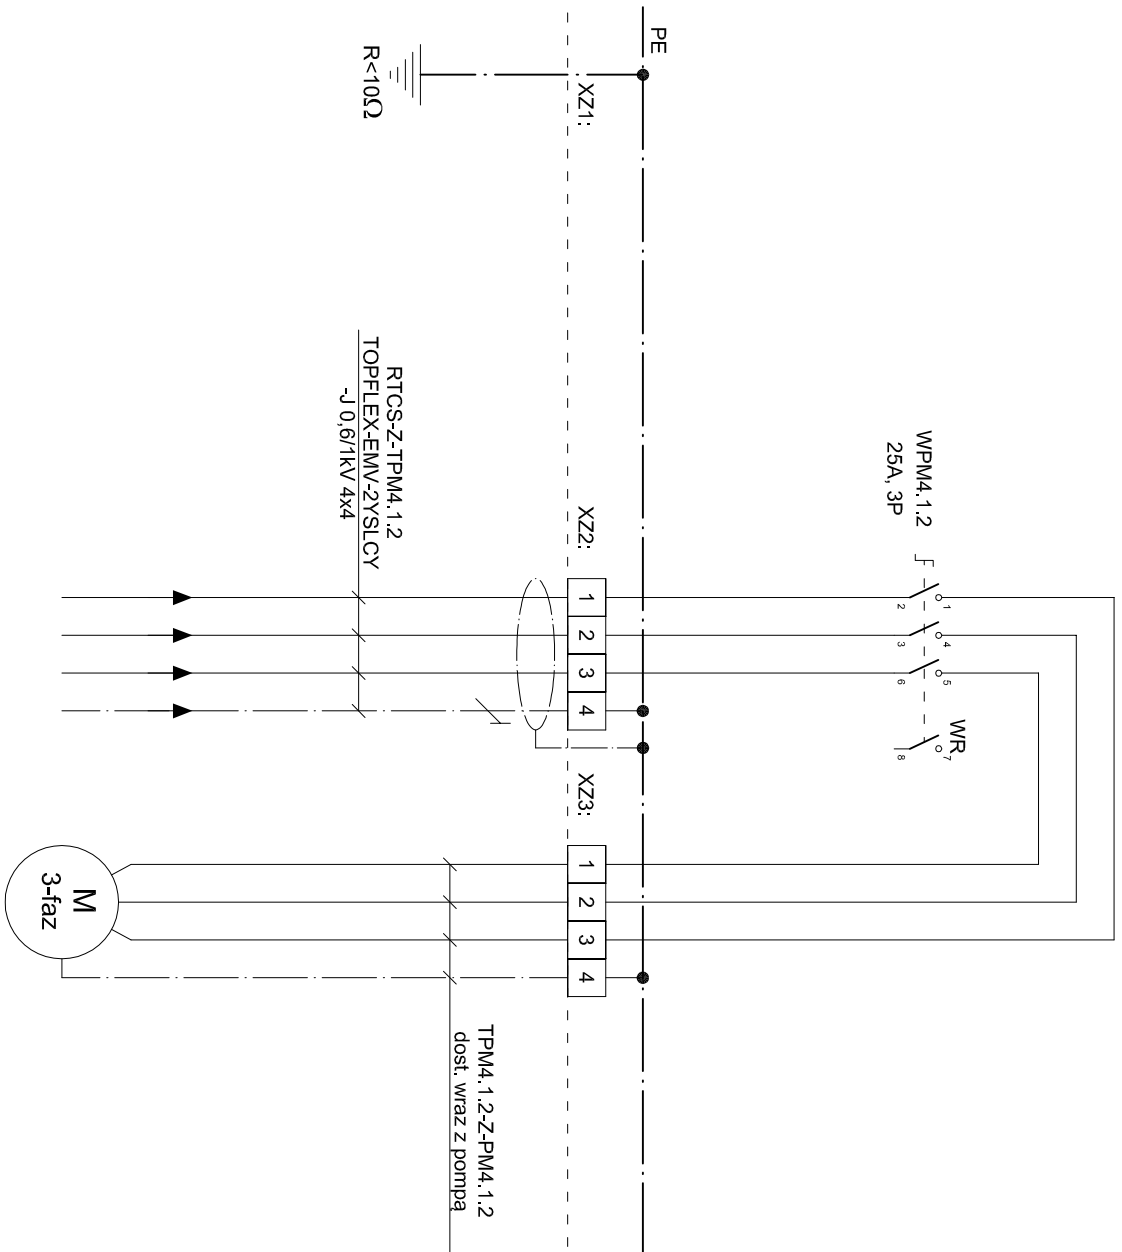 PE
R<10Ω
XZ1:
WPM4.1.2
25A, 3P
1
2
4
3
5
6
WR
7
8
RTCS-Z-TPM4.1.2
TOPFLEX-EMV-2YSLCY
-J 0,6/1kV 4x4
XZ2:
1
2
3
4
XZ3:
1
2
3
4
M
3-faz
TPM4.1.2-Z-PM4.1.2
dost. wraz z pompą